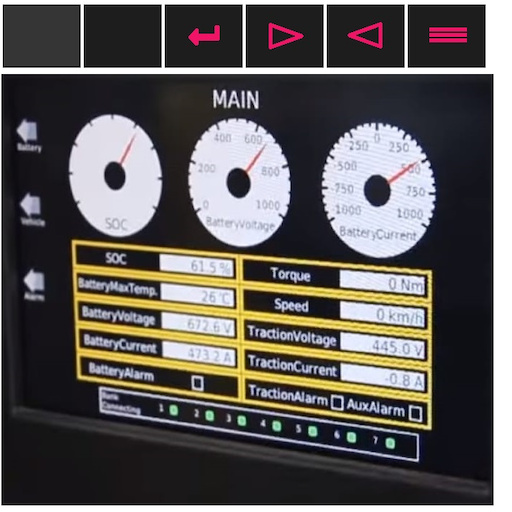 MAIN
Battery
Vehicle
Alarm
SOC
0 200 400 600 800 1000
BatteryVoltage
-1000 -750 -500 -250 0 250 500 750 1000
BatteryCurrent
SOC 61.5 %
BatteryMaxTemp. 26 °C
BatteryVoltage 672.6 V
BatteryCurrent 473.2 A
BatteryAlarm
Torque 0 Nm
Speed 0 km/h
TractionVoltage 445.0 V
TractionCurrent -0.8 A
TractionAlarm AuxAlarm
Bank
Connecting 1 2 3 4 5 6 7